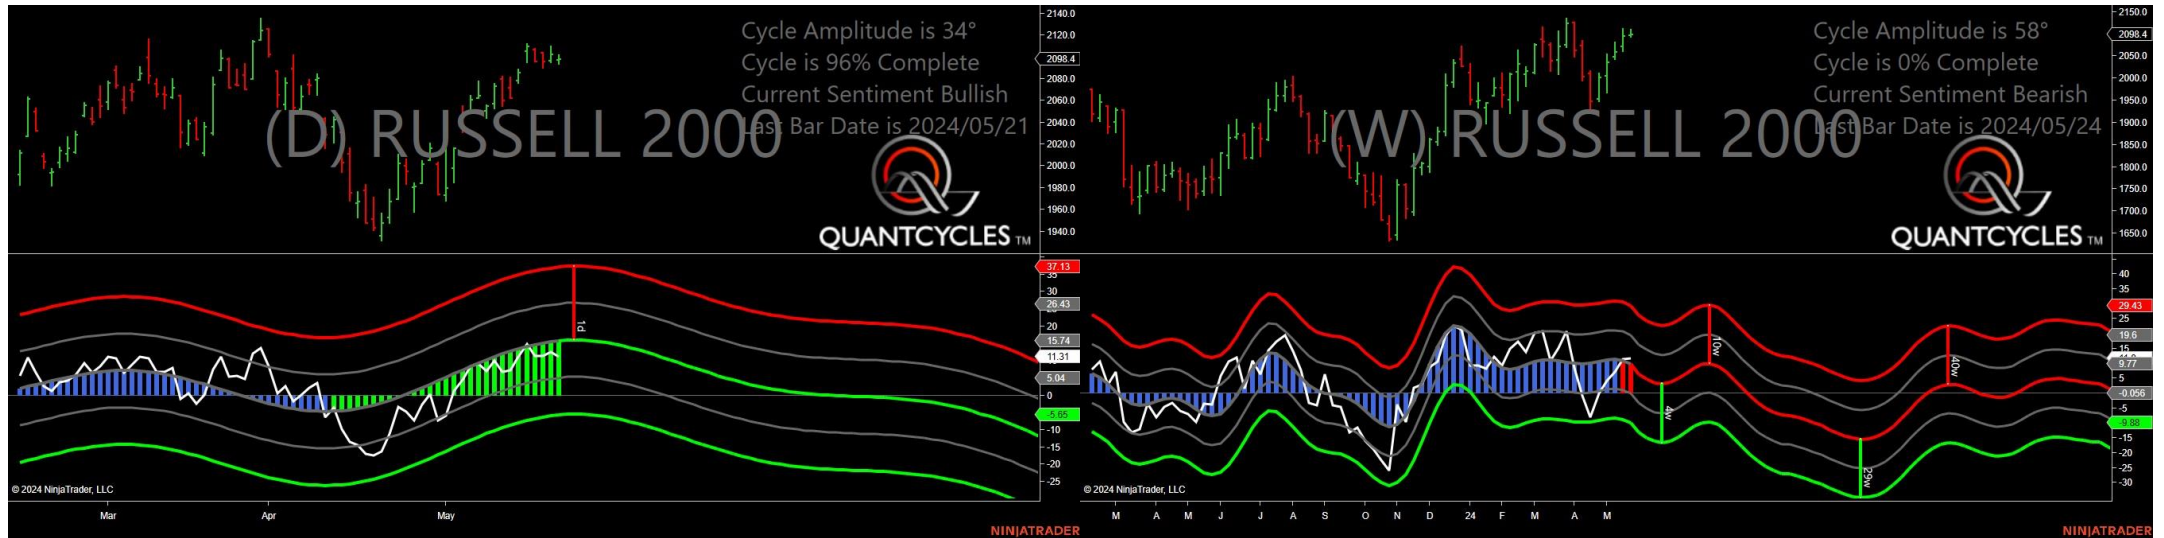 Cycle Amplitude is 34°
Cycle is 96% Complete
Current Sentiment Bullish
Last Bar Date is 2024/05/21
(D) RUSSELL 2000
QUANTCYCLES TM
2140.0
2120.0
2098.4
2080.0
2060.0
2040.0
2020.0
2000.0
1980.0
1960.0
1940.0
37.13
35
30
26.43
20
15.74
11.31
5.04
0
-5.65
-10
-15
-20
-25
1d
© 2024 NinjaTrader, LLC
Mar
Apr
May
NINJATRADER
Cycle Amplitude is 58°
Cycle is 0% Complete
Current Sentiment Bearish
Last Bar Date is 2024/05/24
(W) RUSSELL 2000
QUANTCYCLES TM
2150.0
2098.4
2050.0
2000.0
1950.0
1900.0
1850.0
1800.0
1750.0
1700.0
1650.0
40
35
29.43
25
19.6
15
9.77
5
-0.056
-5
-9.88
-15
-20
-25
-30
4w
10w
29w
40w
© 2024 NinjaTrader, LLC
M
A
M
J
J
A
S
O
N
D
24
F
M
A
M
NINJATRADER